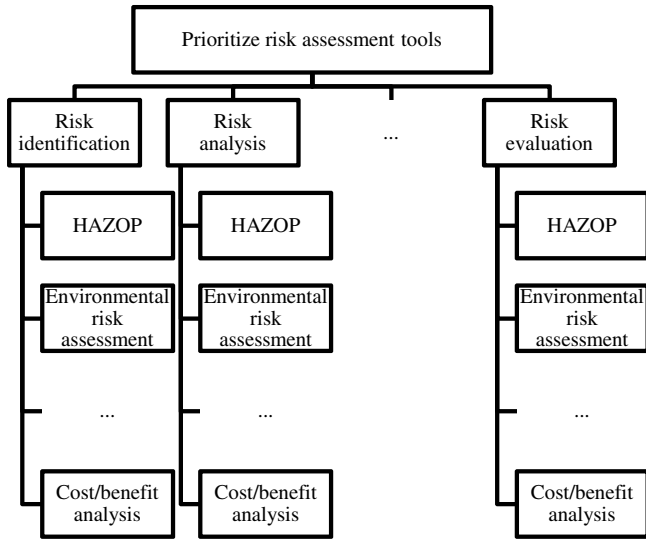 Prioritize risk assessment tools
Risk
identification
Risk
analysis
...
Risk
evaluation
HAZOP
HAZOP
HAZOP
Environmental
risk
assessment
Environmental
risk
assessment
Environmental
risk
assessment
...
...
...
Cost/benefit
analysis
Cost/benefit
analysis
Cost/benefit
analysis